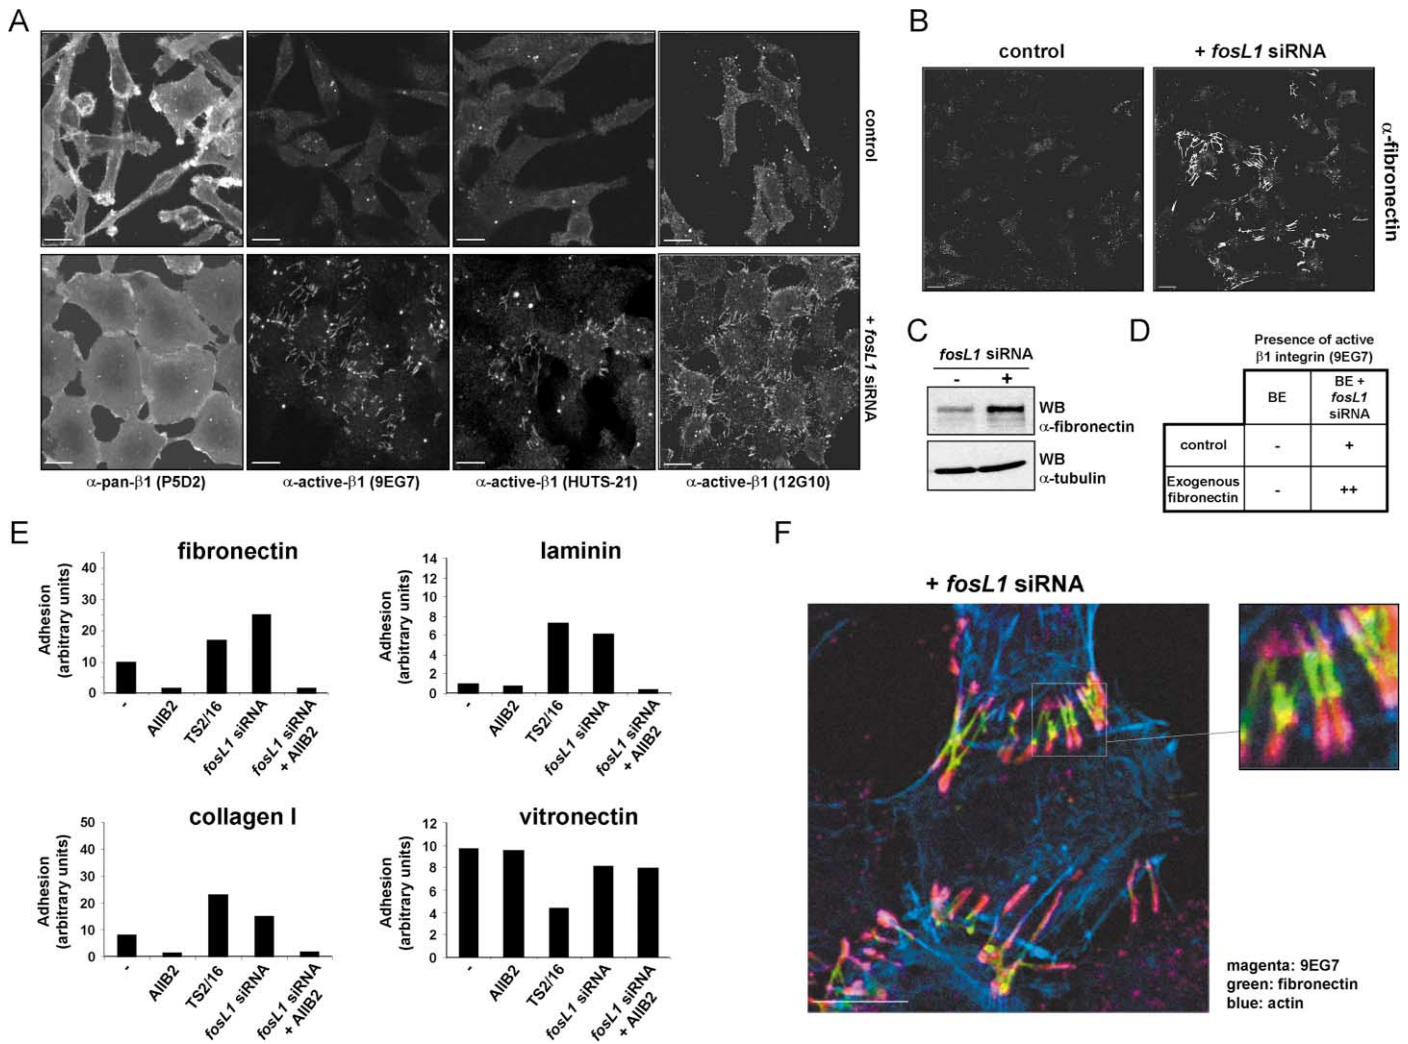 A
control
+ fosL1 siRNA
α-pan-β1 (P5D2)
α-active-β1 (9EG7)
α-active-β1 (HUTS-21)
α-active-β1 (12G10)
B
control
+ fosL1 siRNA
α-fibronectin
C
fosL1 siRNA
- +
WB
α-fibronectin
WB
α-tubulin
D
Presence of active
β1 integrin (9EG7)
BE
BE +
fosL1
siRNA
control
- +
Exogenous
fibronectin
- ++
E
fibronectin
Adhesion
(arbitrary units)
40
30
20
10
0
-
AIIB2
TS2/16
fosL1 siRNA
fosL1 siRNA
+ AIIB2
laminin
Adhesion
(arbitrary units)
14
12
10
8
6
4
2
0
-
AIIB2
TS2/16
fosL1 siRNA
fosL1 siRNA
+ AIIB2
collagen I
Adhesion
(arbitrary units)
50
40
30
20
10
0
-
AIIB2
TS2/16
fosL1 siRNA
fosL1 siRNA
+ AIIB2
vitronectin
Adhesion
(arbitrary units)
12
10
8
6
4
2
0
-
AIIB2
TS2/16
fosL1 siRNA
fosL1 siRNA
+ AIIB2
F
+ fosL1 siRNA
magenta: 9EG7
green: fibronectin
blue: actin